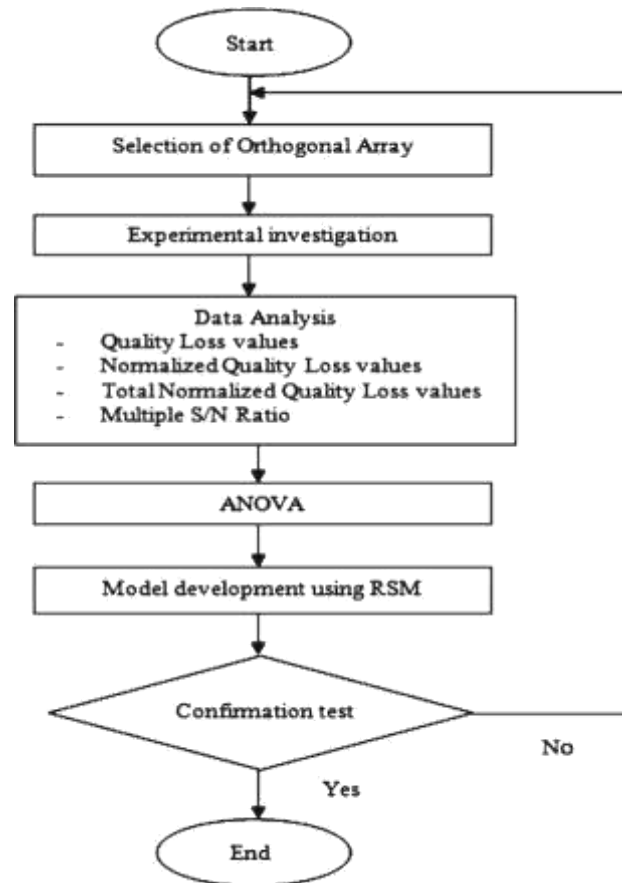 Start
Selection of Orthogonal Array
Experimental investigation
Data Analysis
- Quality Loss values
- Normalized Quality Loss values
- Total Normalized Quality Loss values
- Multiple S/N Ratio
ANOVA
Model development using RSM
Confirmation test
No
Yes
End